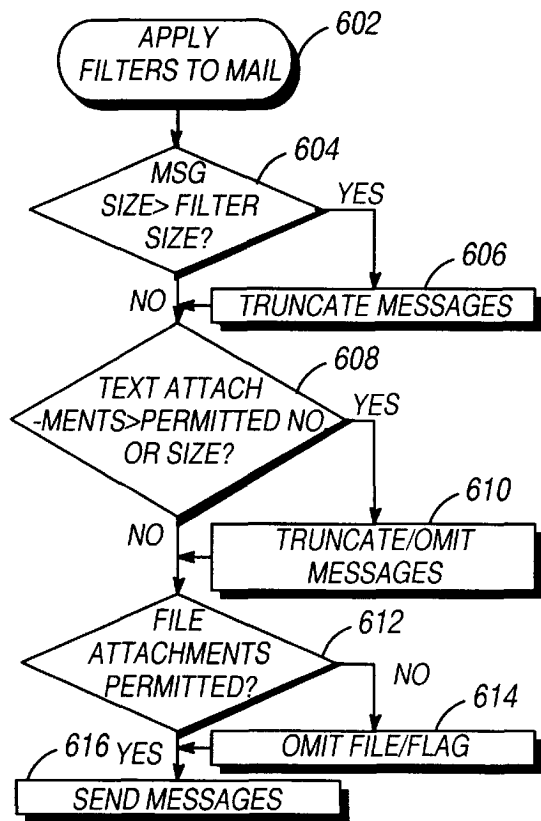 APPLY
FILTERS TO MAIL
602
MSG
SIZE> FILTER
SIZE?
604
YES
606
NO
TRUNCATE MESSAGES
608
TEXT ATTACH
-MENTS>PERMITTED NO
OR SIZE?
YES
610
NO
TRUNCATE/OMIT
MESSAGES
FILE
ATTACHMENTS
PERMITTED?
612
NO
614
616
YES
OMIT FILE/FLAG
SEND MESSAGES